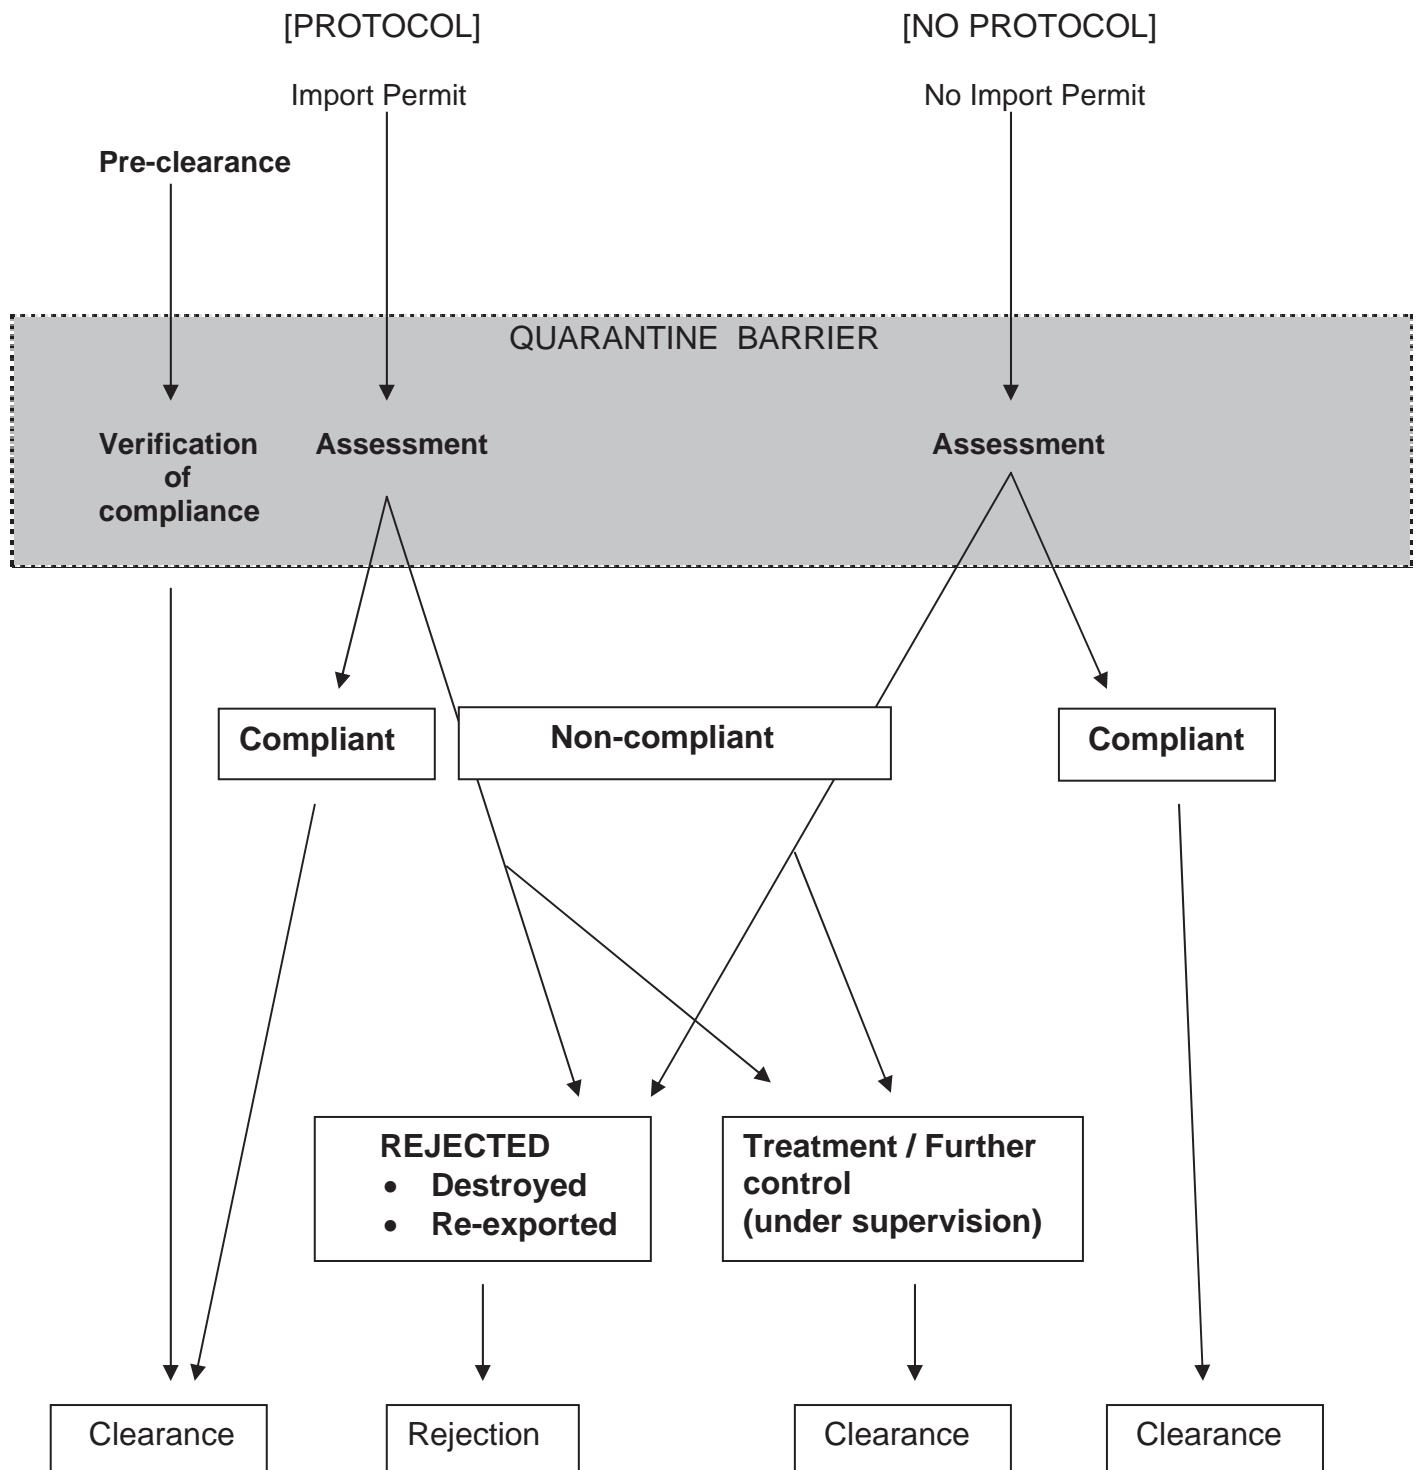 [PROTOCOL]
[NO PROTOCOL]
Import Permit
No Import Permit
Pre-clearance
QUARANTINE BARRIER
Verification
of
compliance
Assessment
Assessment
Compliant
Non-compliant
Compliant
REJECTED
• Destroyed
• Re-exported
Treatment / Further
control
(under supervision)
Clearance
Rejection
Clearance
Clearance